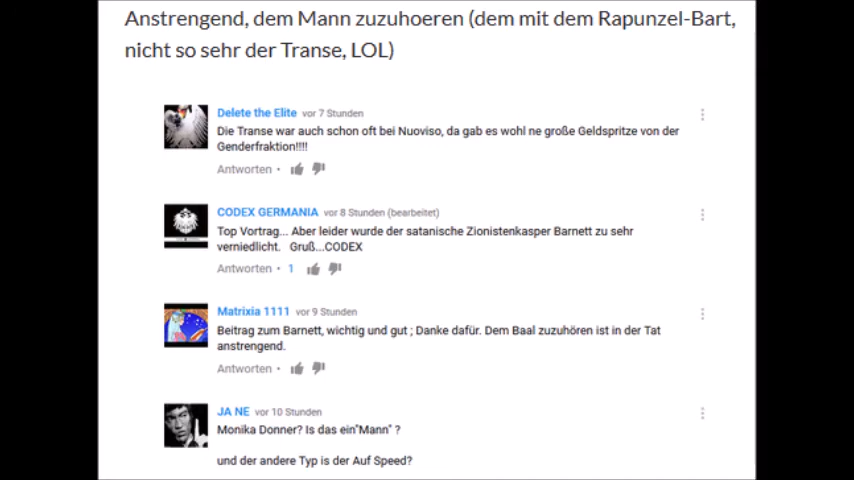 Anstrengend, dem Mann zuzuhoeren (dem mit dem Rapunzel-Bart,
nicht so sehr der Transe, LOL)
Delete the Elite vor 7 Stunden
Die Transe war auch schon oft bei Nuoviso, da gab es wohl ne große Geldspritze von der
Genderfraktion!!!!
Antworten •
CODEX GERMANIA vor 8 Stunden (bearbeitet)
Top Vortrag... Aber leider wurde der satanische Zionistenkasper Barnett zu sehr
verniedlicht. Gruß...CODEX
Antworten • 1
Matrixia 1111 vor 9 Stunden
Beitrag zum Barnett, wichtig und gut ; Danke dafür. Dem Baal zuzuhören ist in der Tat
anstrengend.
Antworten •
JA NE vor 10 Stunden
Monika Donner? Is das ein"Mann" ?
und der andere Typ is der Auf Speed?